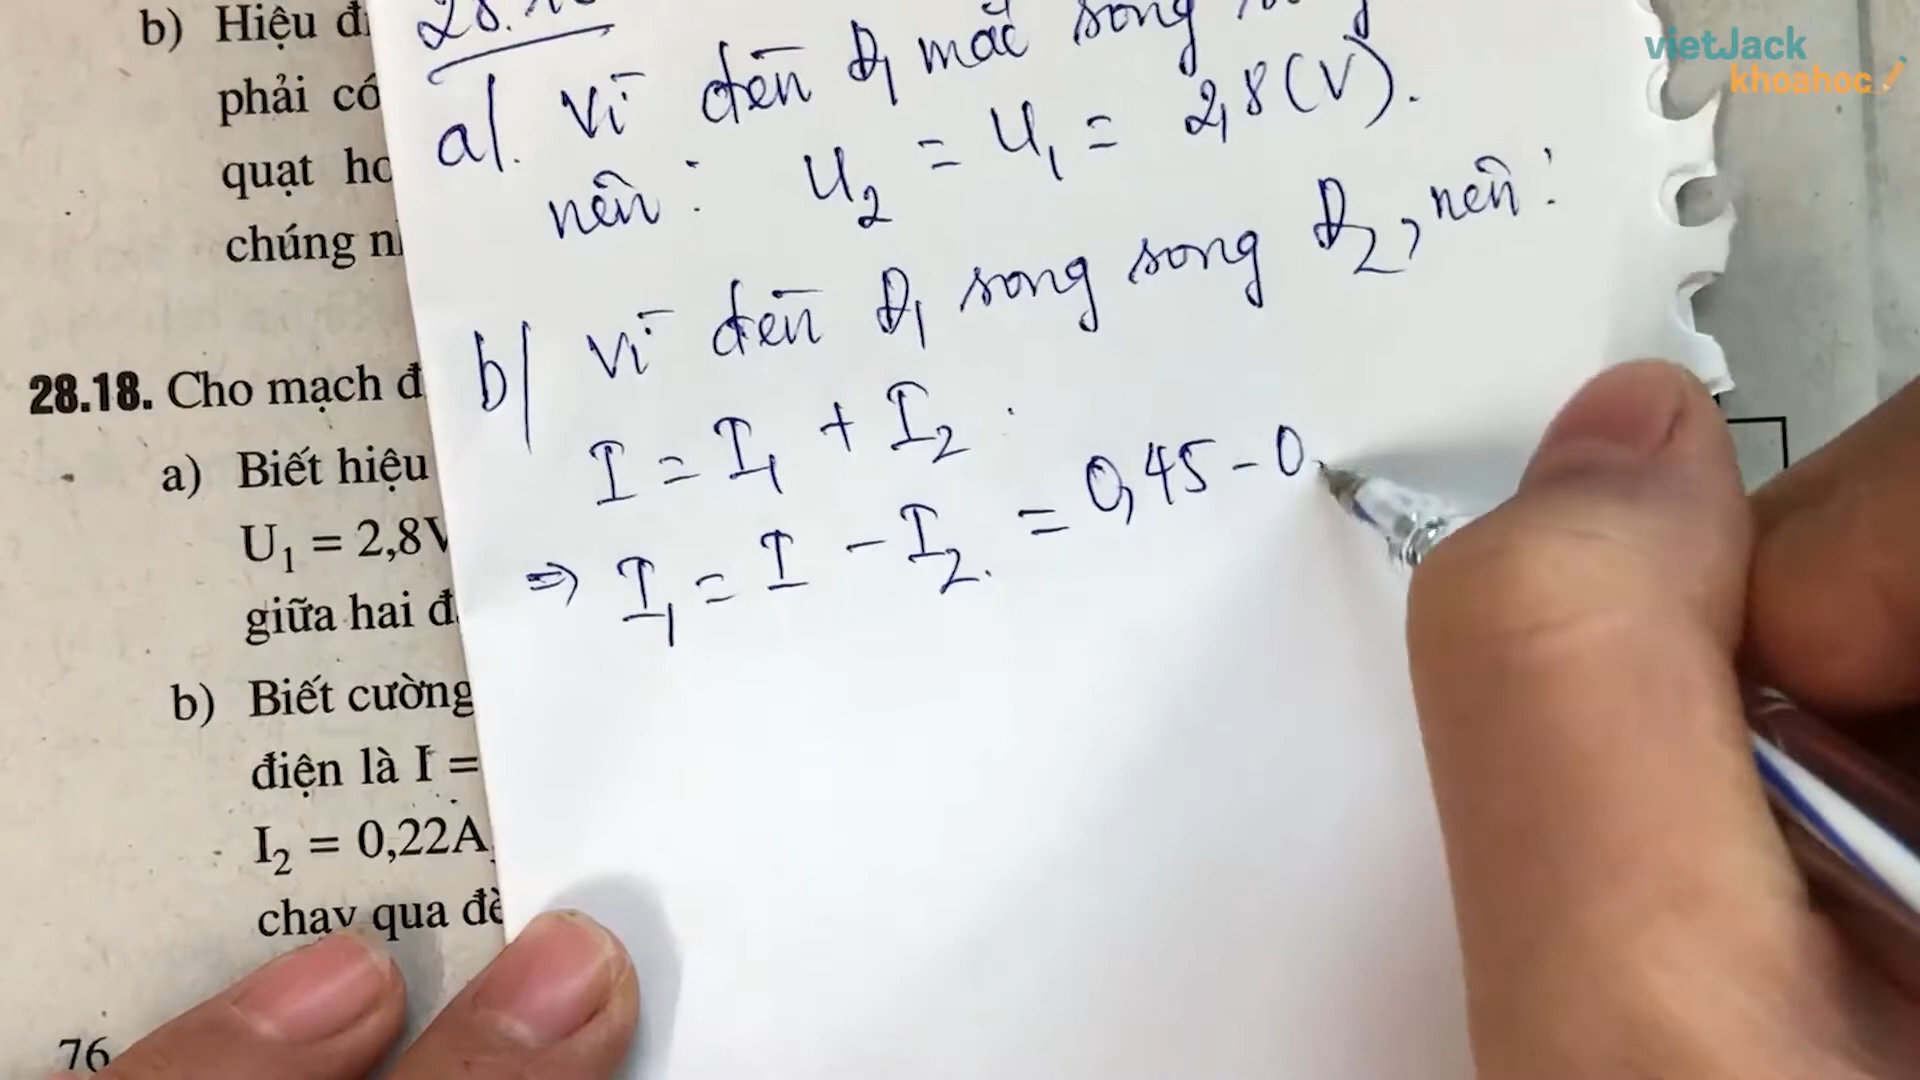 b) Hiệu đi
phải có
quạt ho
chúng n
28.18. Cho mạch đ
a) Biết hiệu
U₁ = 2,8V
giữa hai đ
b) Biết cường
điện là I =
I₂ = 0,22A
chạy qua đè
76
a/. Vì đèn Đ₁ mắc song
nên: U₂ = U₁ = 2,8 (V).
b/ Vì đèn Đ₁ song song Đ₂, nên:
I = I₁ + I₂
=> I₁ = I - I₂. = 0,45 - 0,
vietJack
khoahoc